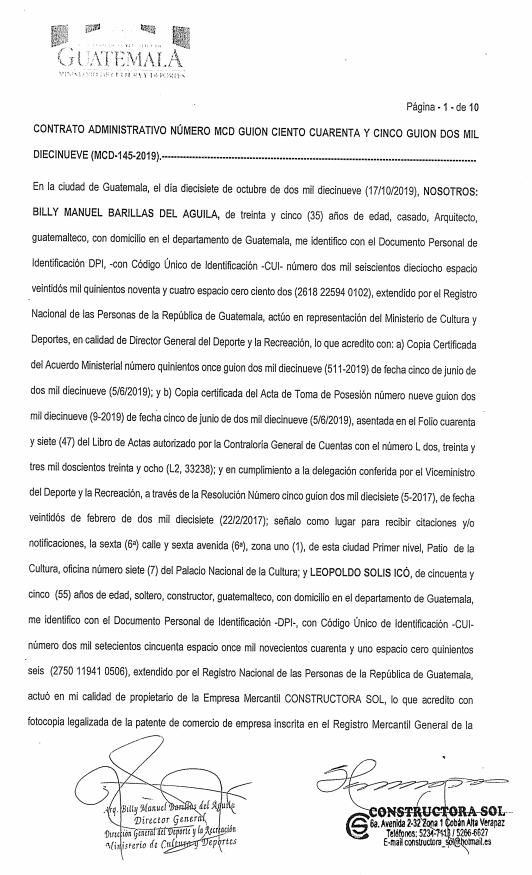 GUATEMALA
MINISTERIO DE CULTURA Y DEPORTES
Página - 1 - de 10
CONTRATO ADMINISTRATIVO NÚMERO MCD GUION CIENTO CUARENTA Y CINCO GUION DOS MIL
DIECINUEVE (MCD-145-2019).---
En la ciudad de Guatemala, el día diecisiete de octubre de dos mil diecinueve (17/10/2019), NOSOTROS:
BILLY MANUEL BARILLAS DEL AGUILA, de treinta y cinco (35) años de edad, casado, Arquitecto,
guatemalteco, con domicilio en el departamento de Guatemala, me identifico con el Documento Personal de
Identificación DPI, -con Código Único de Identificación -CUI- número dos mil seiscientos dieciocho espacio
veintidós mil quinientos noventa y cuatro espacio cero ciento dos (2618 22594 0102), extendido por el Registro
Nacional de las Personas de la República de Guatemala, actúo en representación del Ministerio de Cultura y
Deportes, en calidad de Director General del Deporte y la Recreación, lo que acredito con: a) Copia Certificada
del Acuerdo Ministerial número quinientos once guion dos mil diecinueve (511-2019) de fecha cinco de junio de
dos mil diecinueve (5/6/2019); y b) Copia certificada del Acta de Toma de Posesión número nueve guion dos
mil diecinueve (9-2019) de fecha cinco de junio de dos mil diecinueve (5/6/2019), asentada en el Folio cuarenta
y siete (47) del Libro de Actas autorizado por la Contraloría General de Cuentas con el número L dos, treinta y
tres mil doscientos treinta y ocho (L2, 33238); y en cumplimiento a la delegación conferida por el Viceministro
del Deporte y la Recreación, a través de la Resolución Número cinco guion dos mil diecisiete (5-2017), de fecha
veintidós de febrero de dos mil diecisiete (22/2/2017); señalo como lugar para recibir citaciones y/o
notificaciones, la sexta (6ª) calle y sexta avenida (6ª), zona uno (1), de esta ciudad Primer nivel, Patio de la
Cultura, oficina número siete (7) del Palacio Nacional de la Cultura; y LEOPOLDO SOLIS ICÓ, de cincuenta y
cinco (55) años de edad, soltero, constructor, guatemalteco, con domicilio en el departamento de Guatemala,
me identifico con el Documento Personal de Identificación -DPI-, con Código Único de Identificación -CUI-
número dos mil setecientos cincuenta espacio once mil novecientos cuarenta y uno espacio cero quinientos
seis (2750 11941 0506), extendido por el Registro Nacional de las Personas de la República de Guatemala,
actuó en mi calidad de propietario de la Empresa Mercantil CONSTRUCTORA SOL, lo que acredito con
fotocopia legalizada de la patente de comercio de empresa inscrita en el Registro Mercantil General de la
Arq. Billy Manuel Barillas del Aguila
Director General
Dirección General del Deporte y la Recreación
Ministerio de Cultura y Deportes
CONSTRUCTORA SOL
6a. Avenida 2-32 Zona 1 Cobán Alta Verapaz
Teléfonos: 5234-7413 / 5266-6627
E-mail constructora_sol@hotmail.es